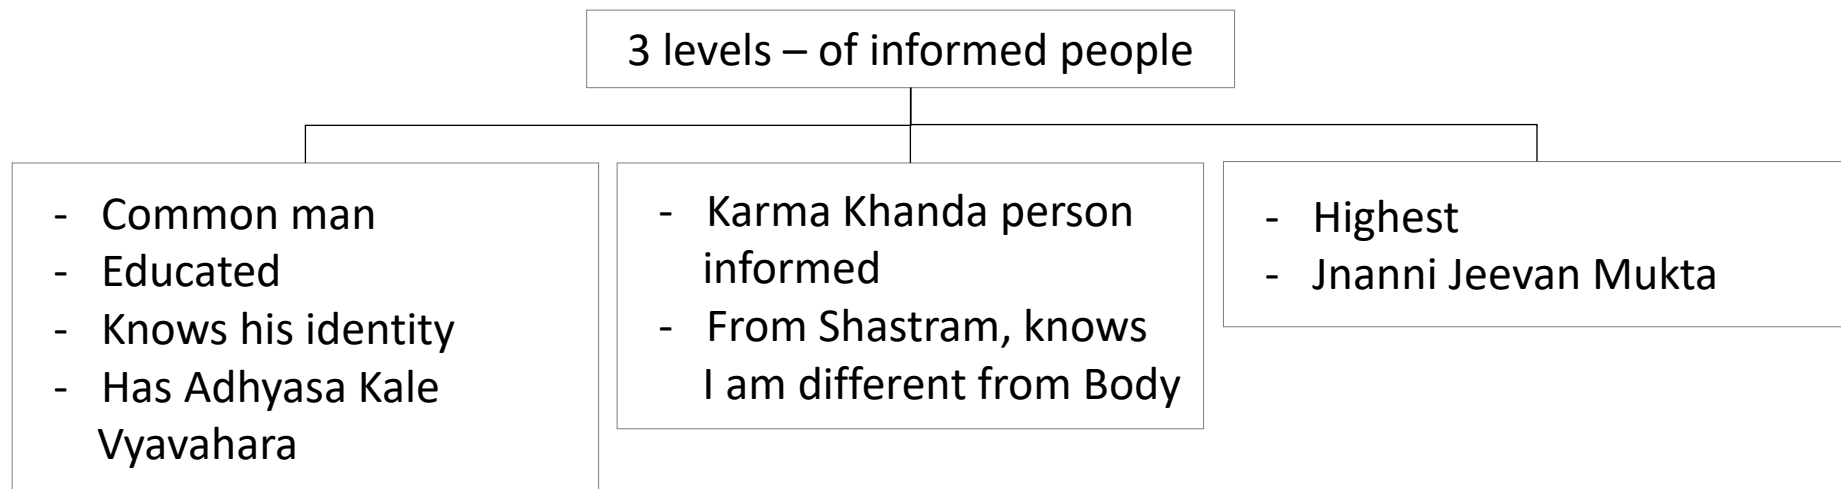 3 levels – of informed people
- Common man
- Educated
- Knows his identity
- Has Adhyasa Kale
Vyavahara
- Karma Khanda person
informed
- From Shastram, knows
I am different from Body
- Highest
- Jnanni Jeevan Mukta